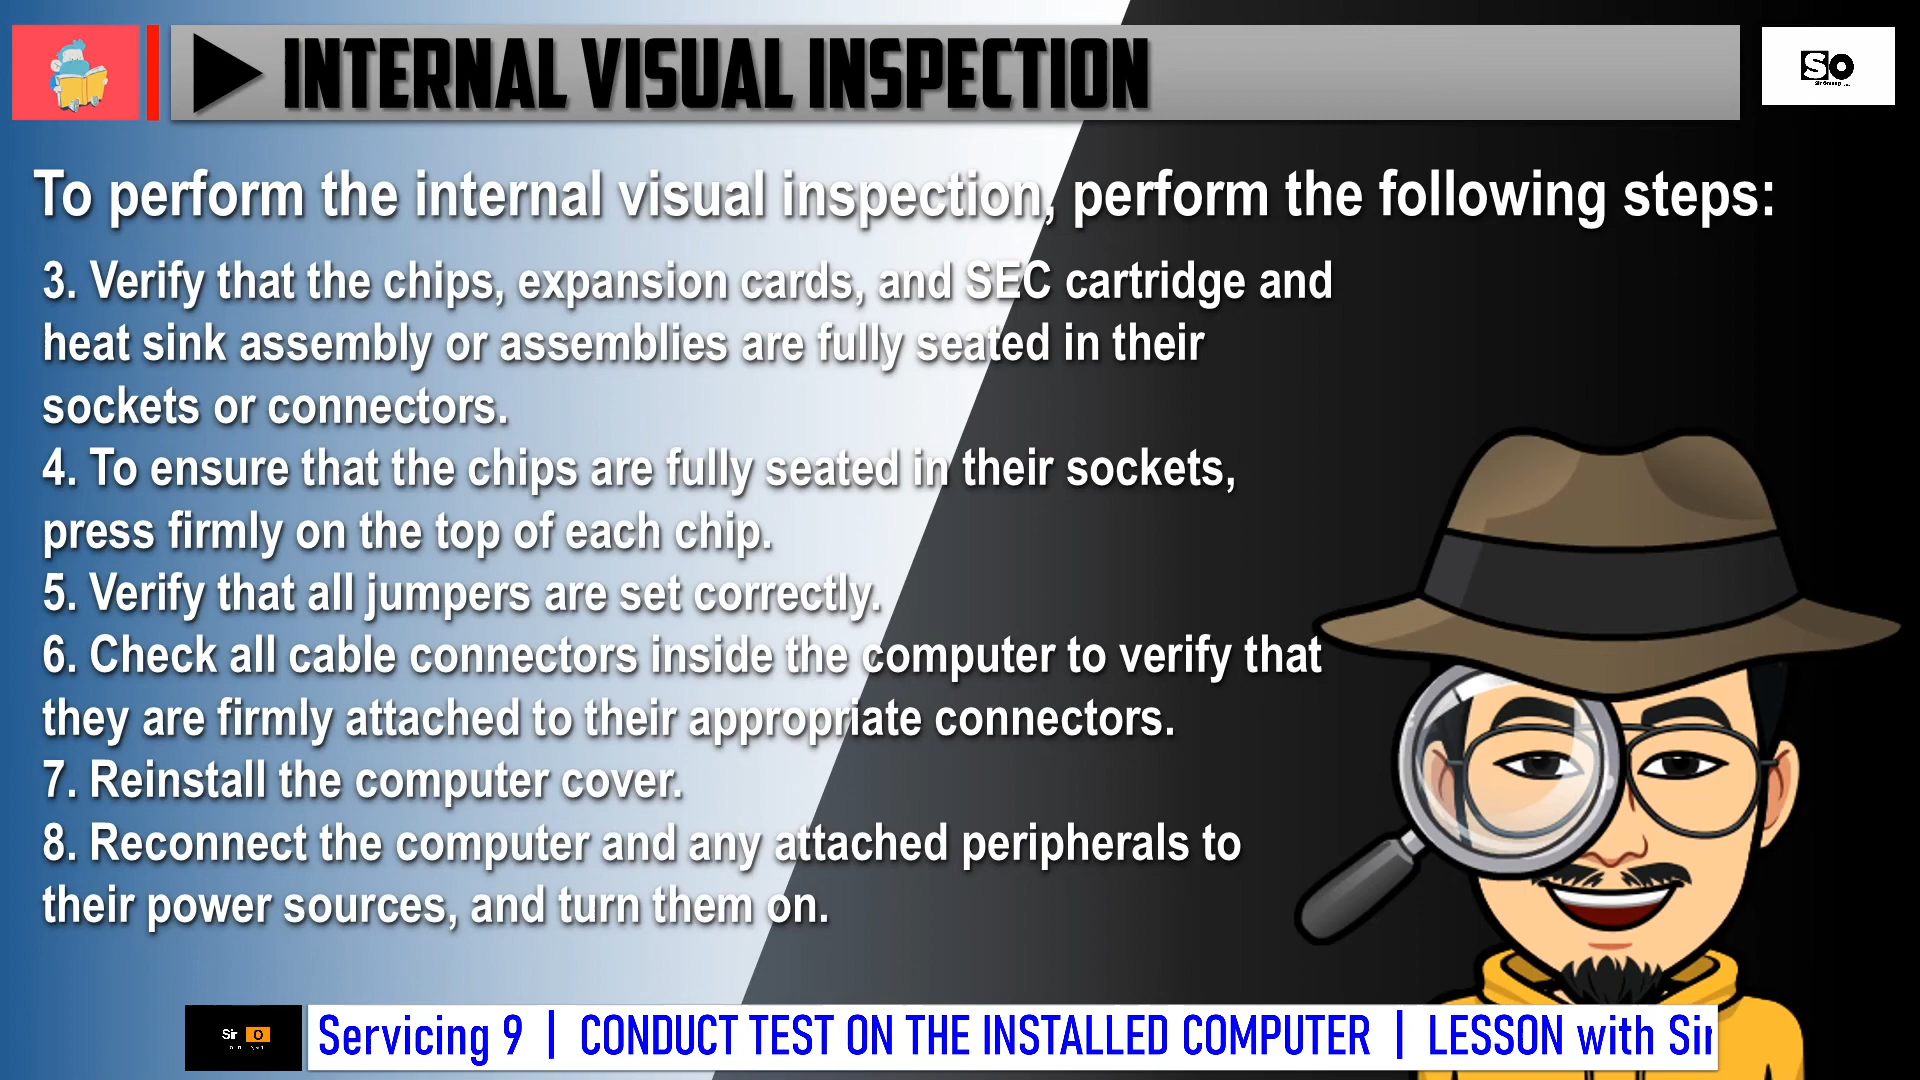 INTERNAL VISUAL INSPECTION
SO
To perform the internal visual inspection, perform the following steps:
3. Verify that the chips, expansion cards, and SEC cartridge and
heat sink assembly or assemblies are fully seated in their
sockets or connectors.
4. To ensure that the chips are fully seated in their sockets,
press firmly on the top of each chip.
5. Verify that all jumpers are set correctly.
6. Check all cable connectors inside the computer to verify that
they are firmly attached to their appropriate connectors.
7. Reinstall the computer cover.
8. Reconnect the computer and any attached peripherals to
their power sources, and turn them on.
Sir O
Servicing 9 | CONDUCT TEST ON THE INSTALLED COMPUTER | LESSON with Sir